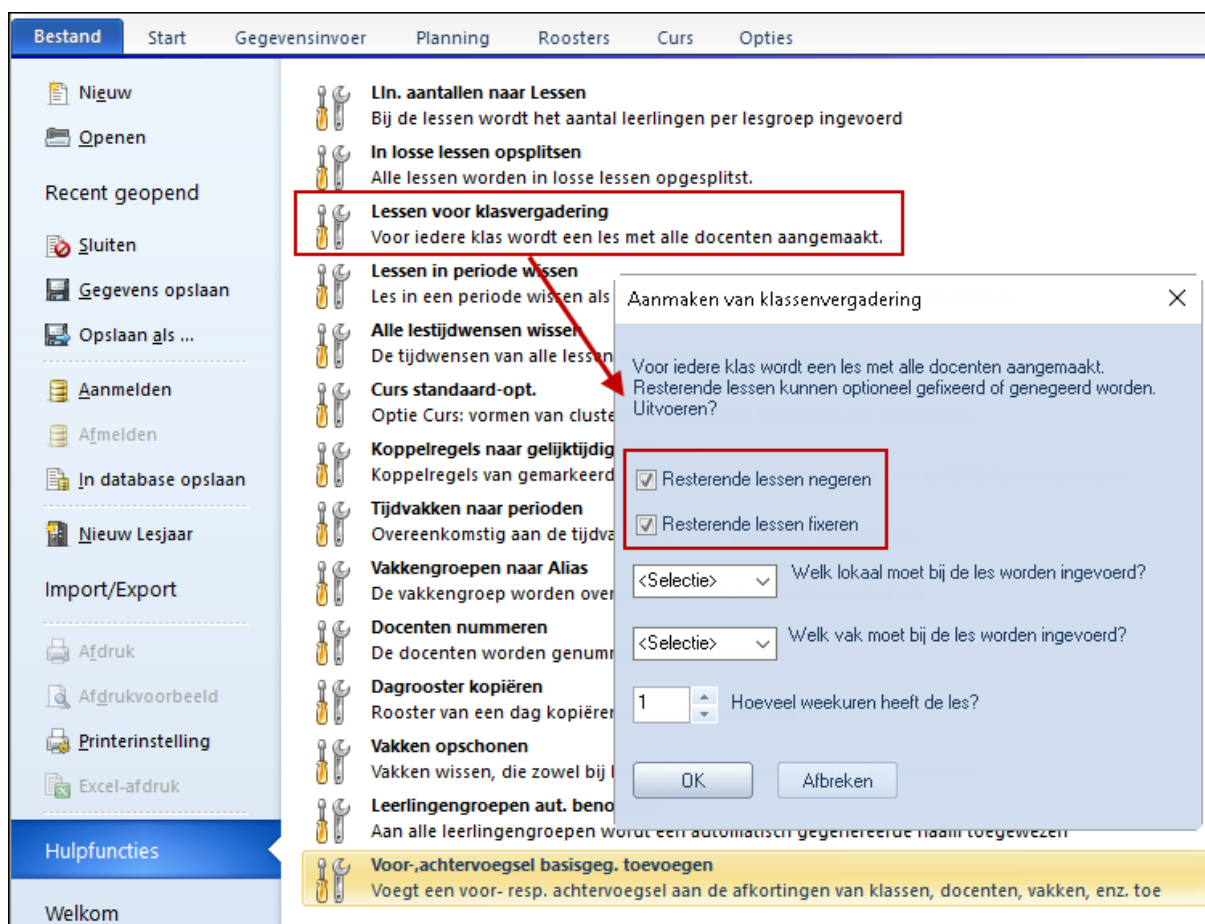 Bestand Start Gegevensinvoer Planning Roosters Curs Opties
Nieuw
Openen
Recent geopend
Sluiten
Gegevens opslaan
Opslaan als ...
Aanmelden
Afmelden
In database opslaan
Nieuw Lesjaar
Import/Export
Afdruk
Afdrukvoorbeeld
Printerinstelling
Excel-afdruk
Hulpfuncties
Welkom
Lln. aantallen naar Lessen
Bij de lessen wordt het aantal leerlingen per lesgroep ingevoerd
In losse lessen opsplitsen
Alle lessen worden in losse lessen opgesplitst.
Lessen voor klasvergadering
Voor iedere klas wordt een les met alle docenten aangemaakt.
Lessen in periode wissen
Les in een periode wissen als
Alle lestijdwensen wissen
De tijdwensen van alle lessen
Curs standaard-opt.
Optie Curs: vormen van cluste
Koppelregels naar gelijktijdig
Koppelregels van gemarkeerd
Tijdvakken naar perioden
Overeenkomstig aan de tijdva
Vakkengroepen naar Alias
De vakkengroep worden over
Docenten nummeren
De docenten worden genumr
Dagrooster kopiëren
Rooster van een dag kopiëren
Vakken opschonen
Vakken wissen, die zowel bij l
Leerlingengroepen aut. beno
Aan alle leerlingengroepen wordt een automatisch gegenereerde naam toegewezen
Voor-,achtervoegsel basisgeg. toevoegen
Voegt een voor- resp. achtervoegsel aan de afkortingen van klassen, docenten, vakken, enz. toe
Aanmaken van klassenvergadering
Voor iedere klas wordt een les met alle docenten aangemaakt.
Resterende lessen kunnen optioneel gefixeerd of genegeerd worden.
Uitvoeren?
Resterende lessen negeren
Resterende lessen fixeren
<Selectie> Welk lokaal moet bij de les worden ingevoerd?
<Selectie> Welk vak moet bij de les worden ingevoerd?
1 Hoeveel weekuren heeft de les?
OK Afbreken